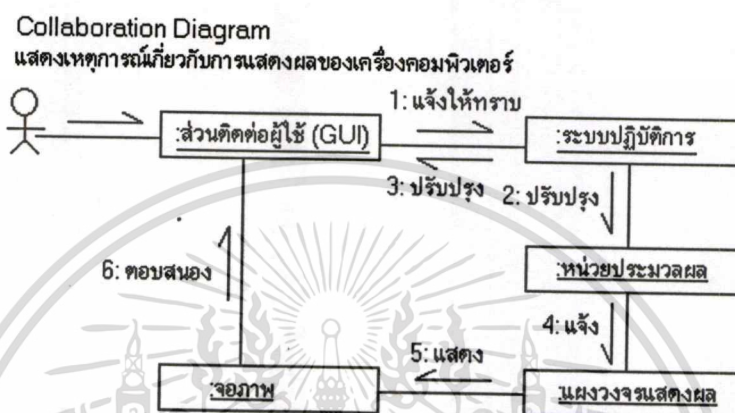 Collaboration Diagram
แสดงเหตุการณ์เกี่ยวกับการแสดงผลของเครื่องคอมพิวเตอร์
1: แจ้งให้ทราบ
:ส่วนติดต่อผู้ใช้ (GUI)
:ระบบปฏิบัติการ
3: ปรับปรุง
2: ปรับปรุง
6: ตอบสนอง
:หน่วยประมวลผล
4: แจ้ง
5: แสดง
:จอภาพ
:แผงวงจรแสดงผล